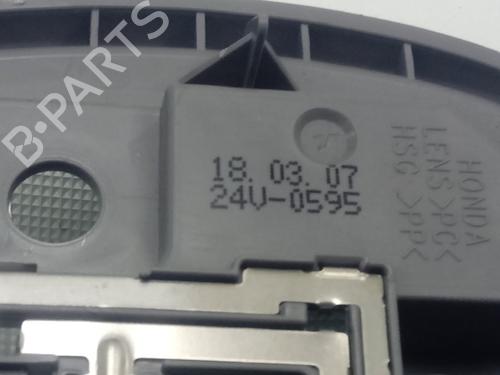 B-PARTS
18. 03. 07
24V-0595
HONDA
LENS>PC<
HSG >PP<